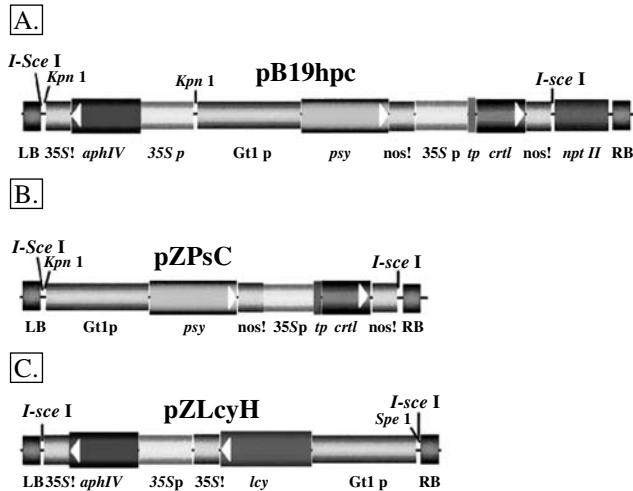 A.
pB19hpc
I-Sce I
Kpn 1
Kpn 1
I-sce I
LB 35S! aphIV 35S p Gt1 p psy nos! 35S p tp crtl nos! npt II RB
B.
pZPsC
I-Sce I
Kpn 1
I-sce I
LB Gt1p psy nos! 35Sp tp crtl nos! RB
C.
pZLcyH
I-sce I
I-sce I
Spe 1
LB 35S! aphIV 35Sp 35S! lcy Gt1 p RB